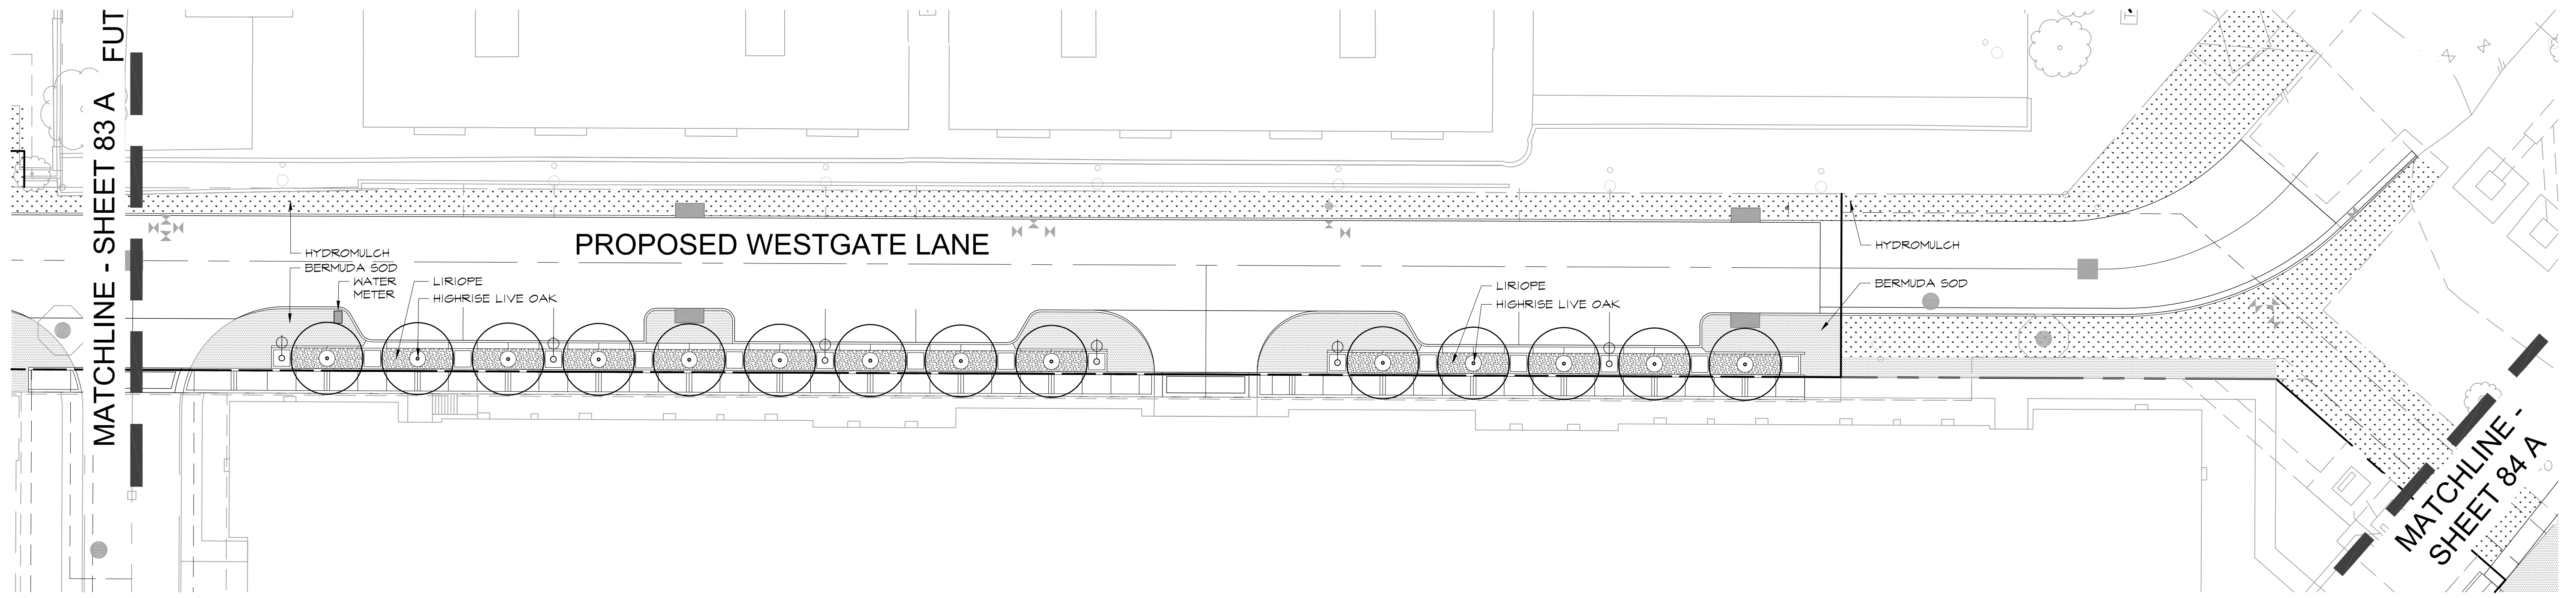 FUT
MATCHLINE - SHEET 83 A
PROPOSED WESTGATE LANE
HYDROMULCH
BERMUDA SOD
WATER
METER
LIRIOPE
HIGHRISE LIVE OAK
LIRIOPE
HIGHRISE LIVE OAK
HYDROMULCH
BERMUDA SOD
MATCHLINE -
SHEET 84 A